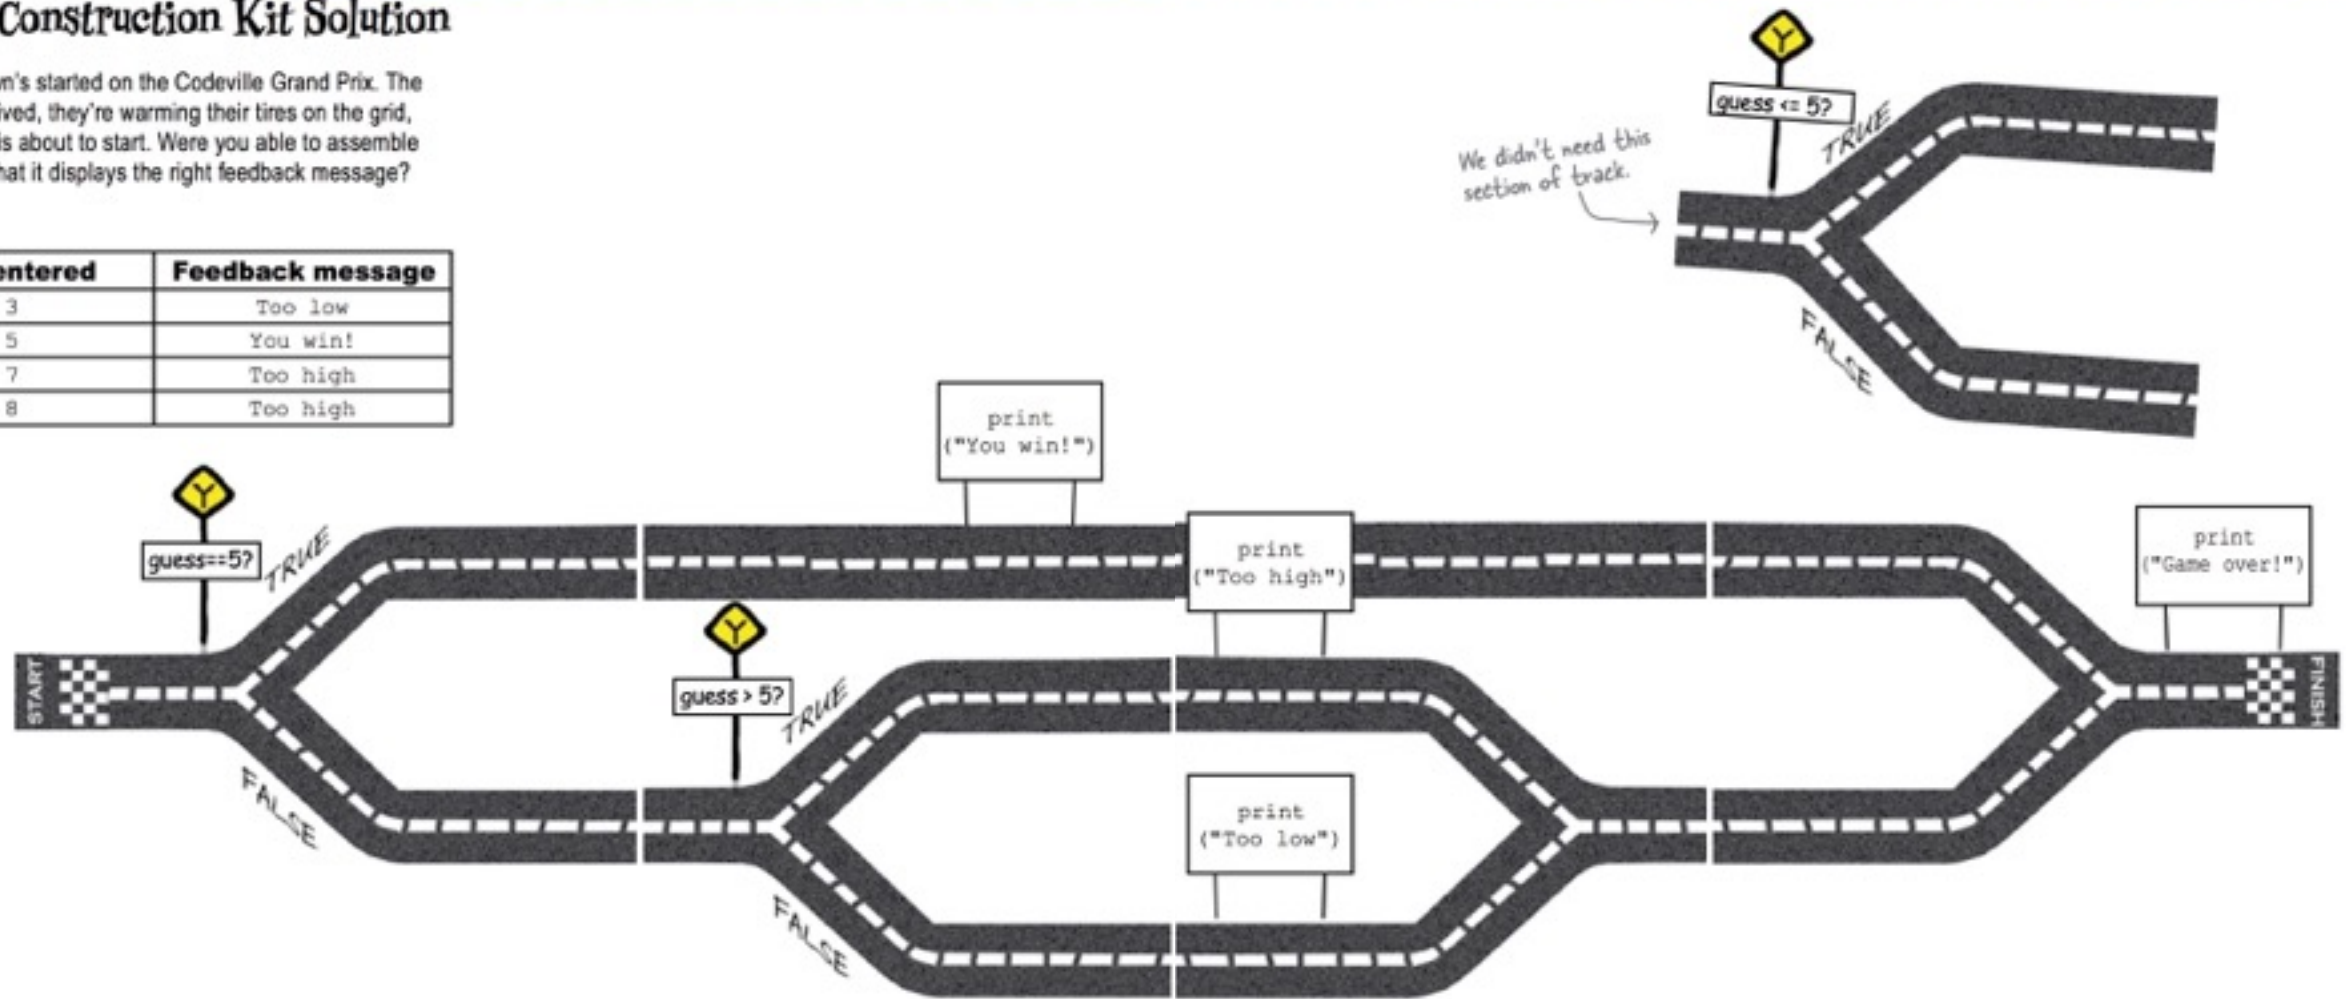 Construction Kit Solution
started on the Codeville Grand Prix. The
they're warming their tires on the grid,
is about to start. Were you able to assemble
it displays the right feedback message?
entered Feedback message
3 Too low
5 You win!
7 Too high
8 Too high
guess <= 5?
TRUE
FALSE
We didn't need this
section of track.
print
("You win!")
guess==5?
TRUE
FALSE
START
print
("Too high")
guess > 5?
TRUE
FALSE
print
("Too low")
print
("Game over!")
FINISH